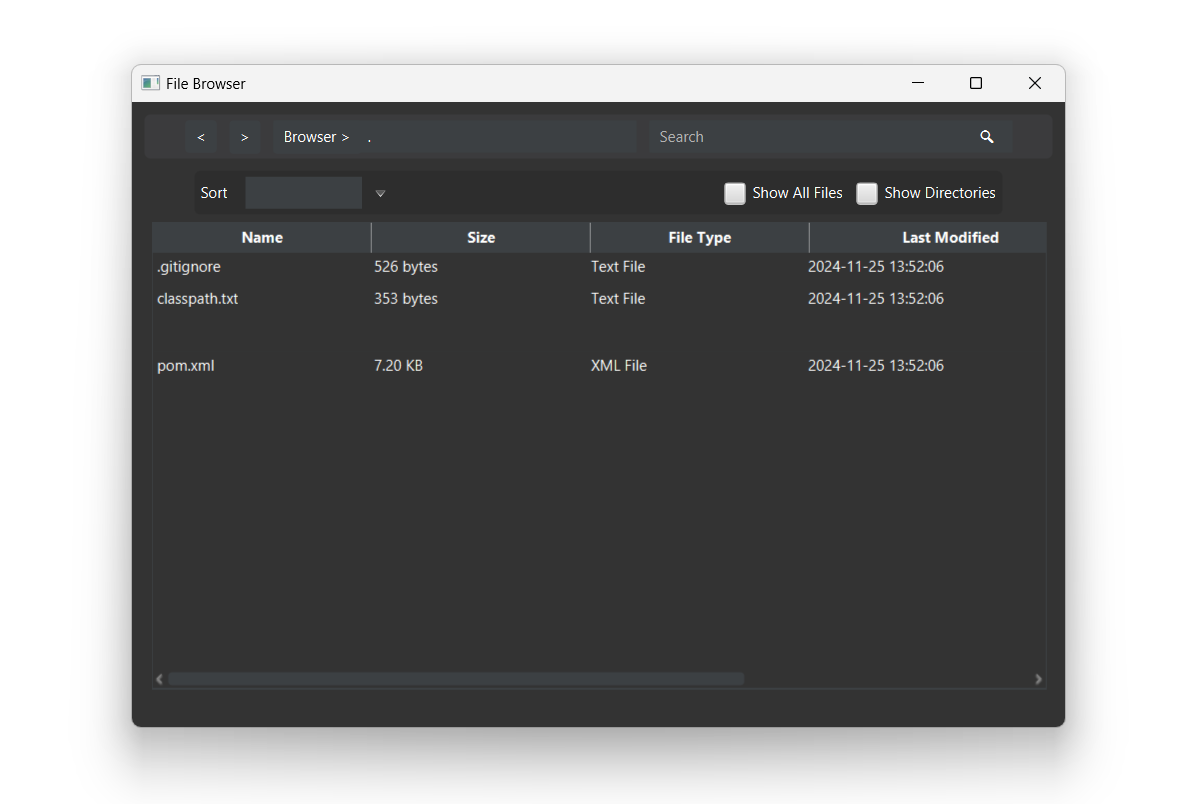 File Browser
< > Browser > . Search
Sort Show All Files Show Directories
Name Size File Type Last Modified
.gitignore 526 bytes Text File 2024-11-25 13:52:06
classpath.txt 353 bytes Text File 2024-11-25 13:52:06
pom.xml 7.20 KB XML File 2024-11-25 13:52:06